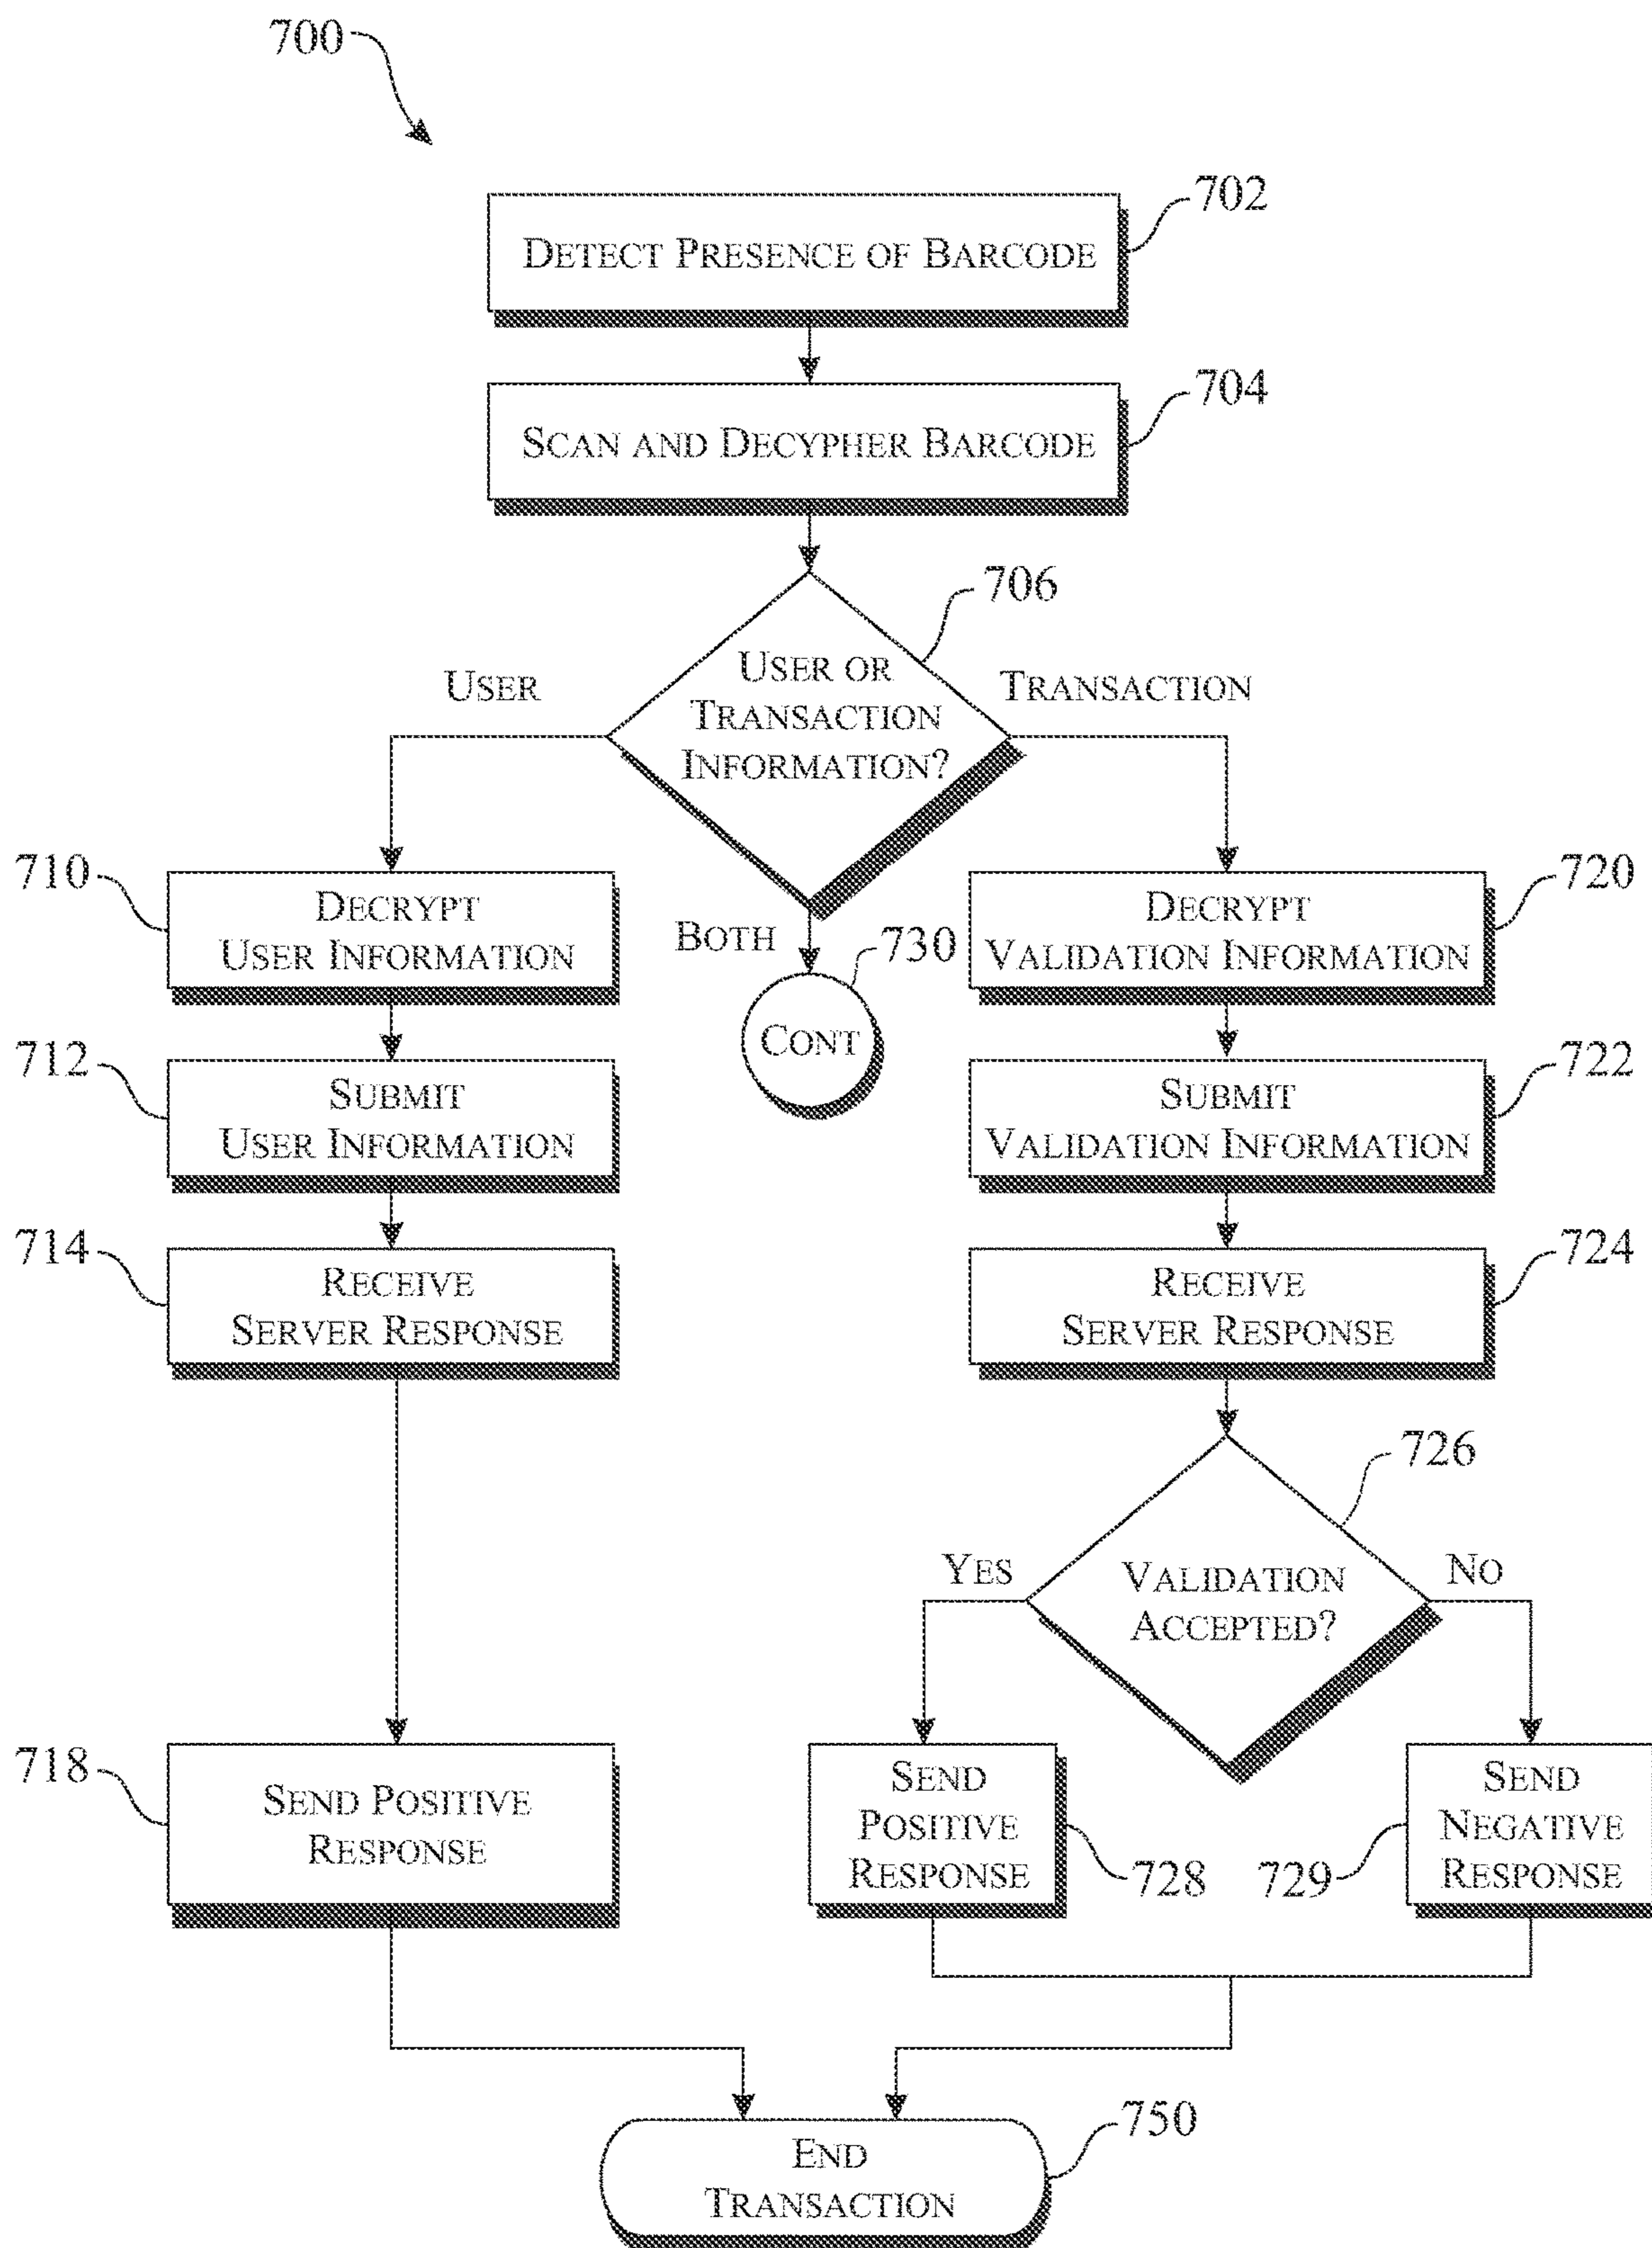 700
702
DETECT PRESENCE OF BARCODE
704
SCAN AND DECYPHER BARCODE
706
USER OR
TRANSACTION
INFORMATION?
USER
TRANSACTION
BOTH
730
CONT
710
DECRYPT
USER INFORMATION
720
DECRYPT
VALIDATION INFORMATION
712
SUBMIT
USER INFORMATION
722
SUBMIT
VALIDATION INFORMATION
714
RECEIVE
SERVER RESPONSE
724
RECEIVE
SERVER RESPONSE
726
YES
VALIDATION
ACCEPTED?
NO
718
SEND POSITIVE
RESPONSE
SEND
POSITIVE
RESPONSE
728
729
SEND
NEGATIVE
RESPONSE
750
END
TRANSACTION